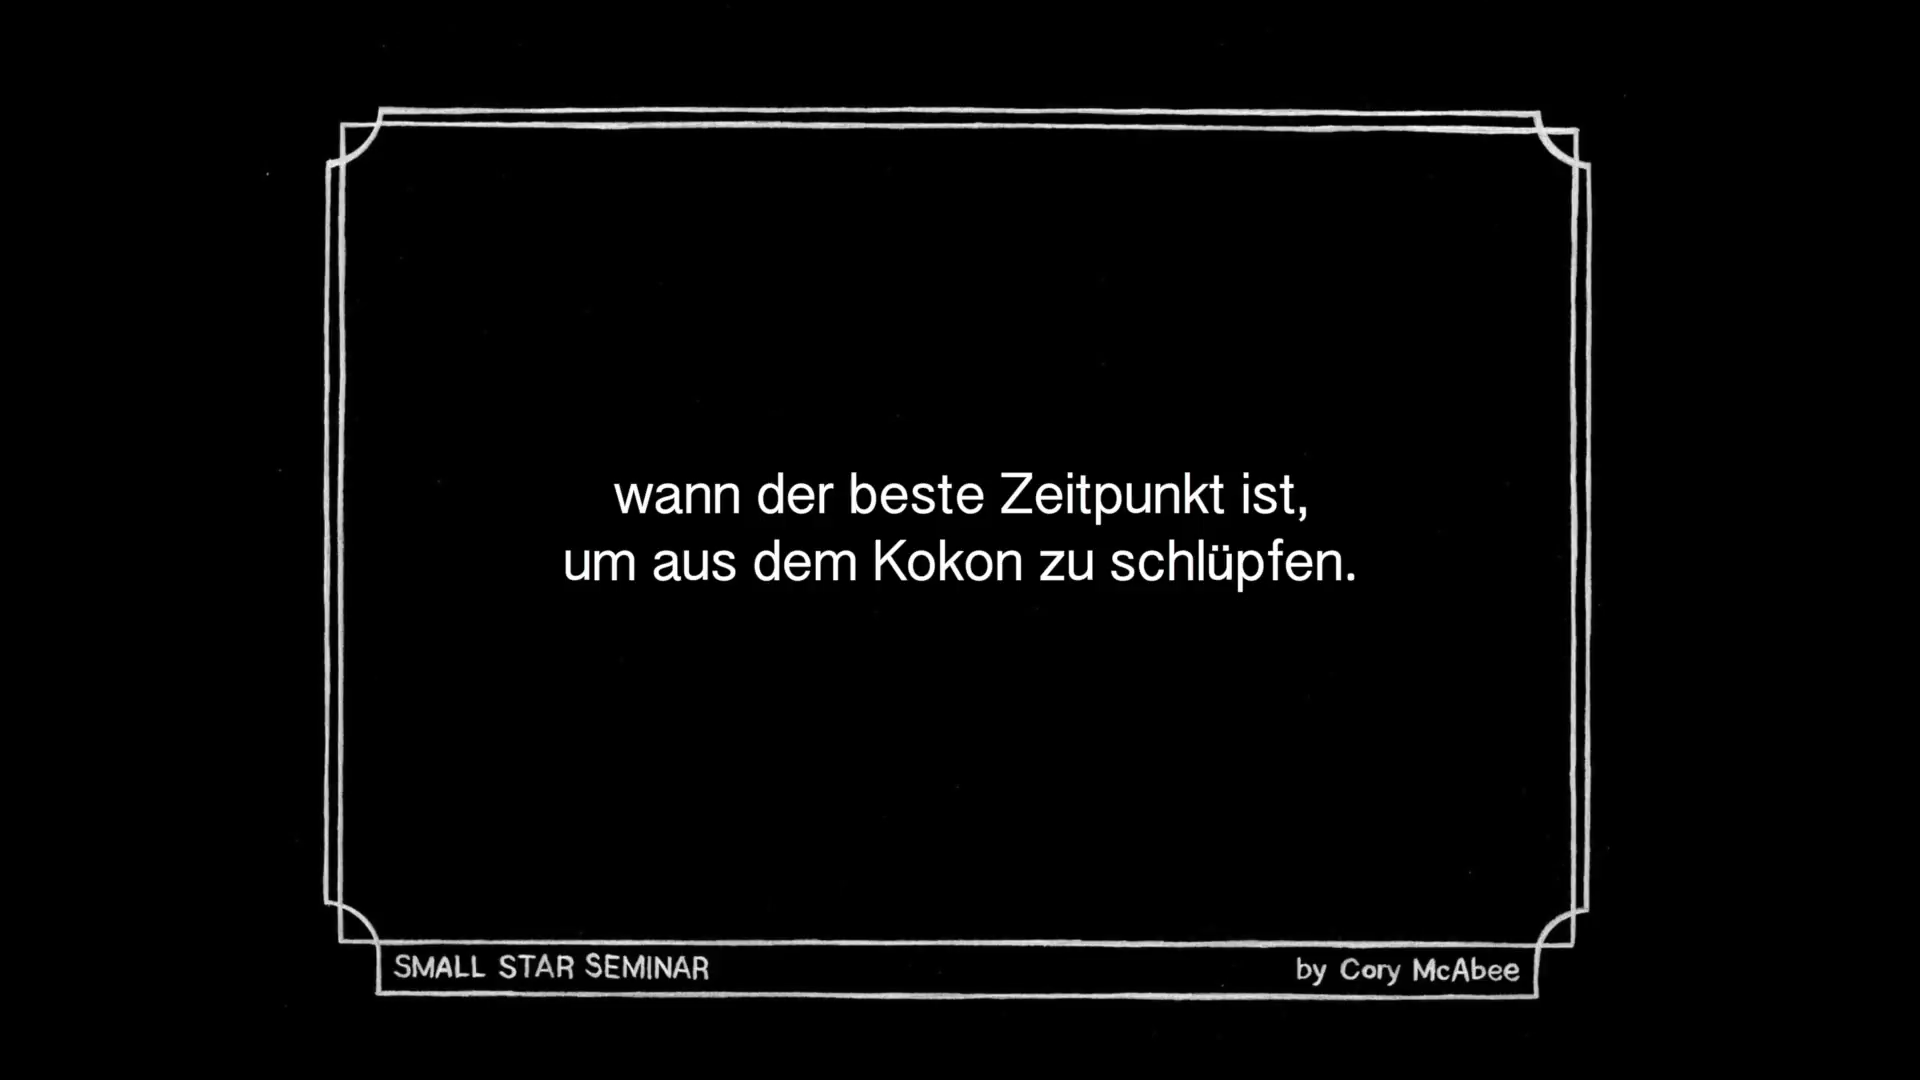 wann der beste Zeitpunkt ist,
um aus dem Kokon zu schlüpfen.
SMALL STAR SEMINAR
by Cory McAbee